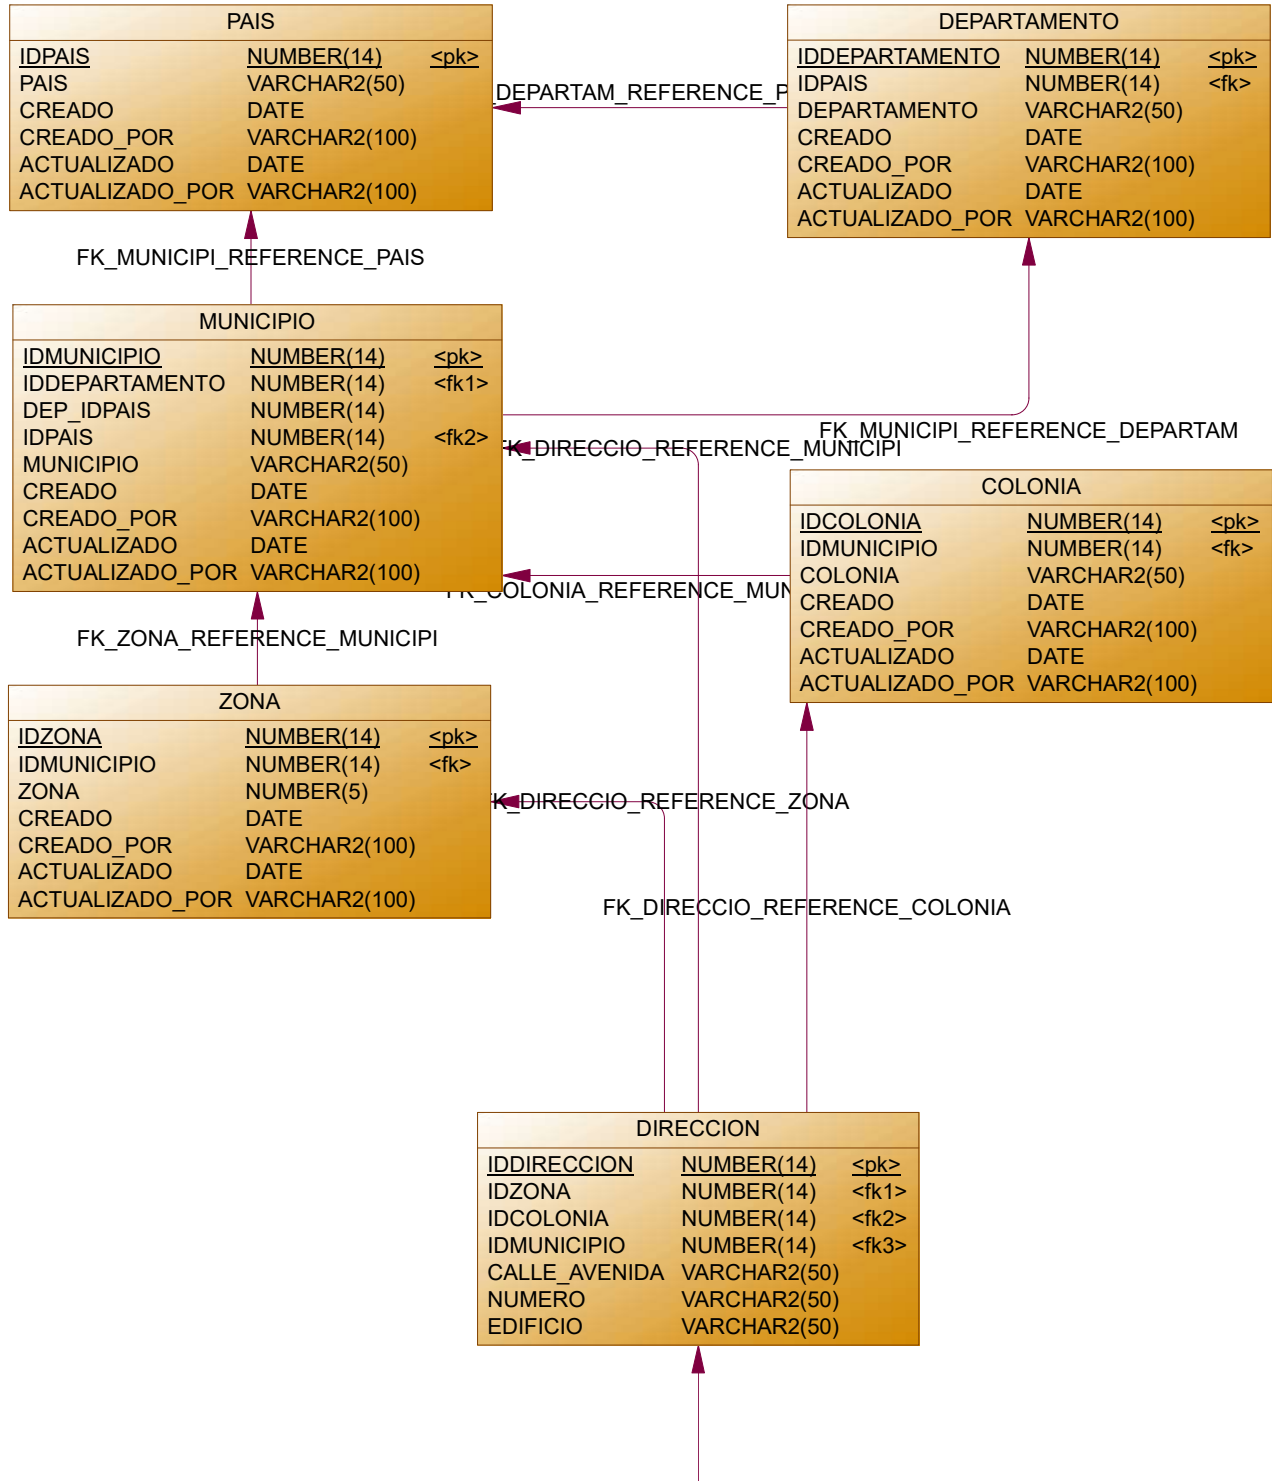 PAIS
IDPAIS NUMBER(14) <pk>
PAIS VARCHAR2(50)
CREADO DATE
CREADO_POR VARCHAR2(100)
ACTUALIZADO DATE
ACTUALIZADO_POR VARCHAR2(100)
_DEPARTAM_REFERENCE_P
DEPARTAMENTO
IDDEPARTAMENTO NUMBER(14) <pk>
IDPAIS NUMBER(14) <fk>
DEPARTAMENTO VARCHAR2(50)
CREADO DATE
CREADO_POR VARCHAR2(100)
ACTUALIZADO DATE
ACTUALIZADO_POR VARCHAR2(100)
FK_MUNICIPI_REFERENCE_PAIS
MUNICIPIO
IDMUNICIPIO NUMBER(14) <pk>
IDDEPARTAMENTO NUMBER(14) <fk1>
DEP_IDPAIS NUMBER(14)
IDPAIS NUMBER(14) <fk2>
MUNICIPIO VARCHAR2(50)
CREADO DATE
CREADO_POR VARCHAR2(100)
ACTUALIZADO DATE
ACTUALIZADO_POR VARCHAR2(100)
FK_MUNICIPI_REFERENCE_DEPARTAM
FK_DIRECCIO_REFERENCE_MUNICIPI
COLONIA
IDCOLONIA NUMBER(14) <pk>
IDMUNICIPIO NUMBER(14) <fk>
COLONIA VARCHAR2(50)
CREADO DATE
CREADO_POR VARCHAR2(100)
ACTUALIZADO DATE
ACTUALIZADO_POR VARCHAR2(100)
FK_COLONIA_REFERENCE_MUN
FK_ZONA_REFERENCE_MUNICIPI
ZONA
IDZONA NUMBER(14) <pk>
IDMUNICIPIO NUMBER(14) <fk>
ZONA NUMBER(5)
CREADO DATE
CREADO_POR VARCHAR2(100)
ACTUALIZADO DATE
ACTUALIZADO_POR VARCHAR2(100)
FK_DIRECCIO_REFERENCE_ZONA
FK_DIRECCIO_REFERENCE_COLONIA
DIRECCION
IDDIRECCION NUMBER(14) <pk>
IDZONA NUMBER(14) <fk1>
IDCOLONIA NUMBER(14) <fk2>
IDMUNICIPIO NUMBER(14) <fk3>
CALLE_AVENIDA VARCHAR2(50)
NUMERO VARCHAR2(50)
EDIFICIO VARCHAR2(50)